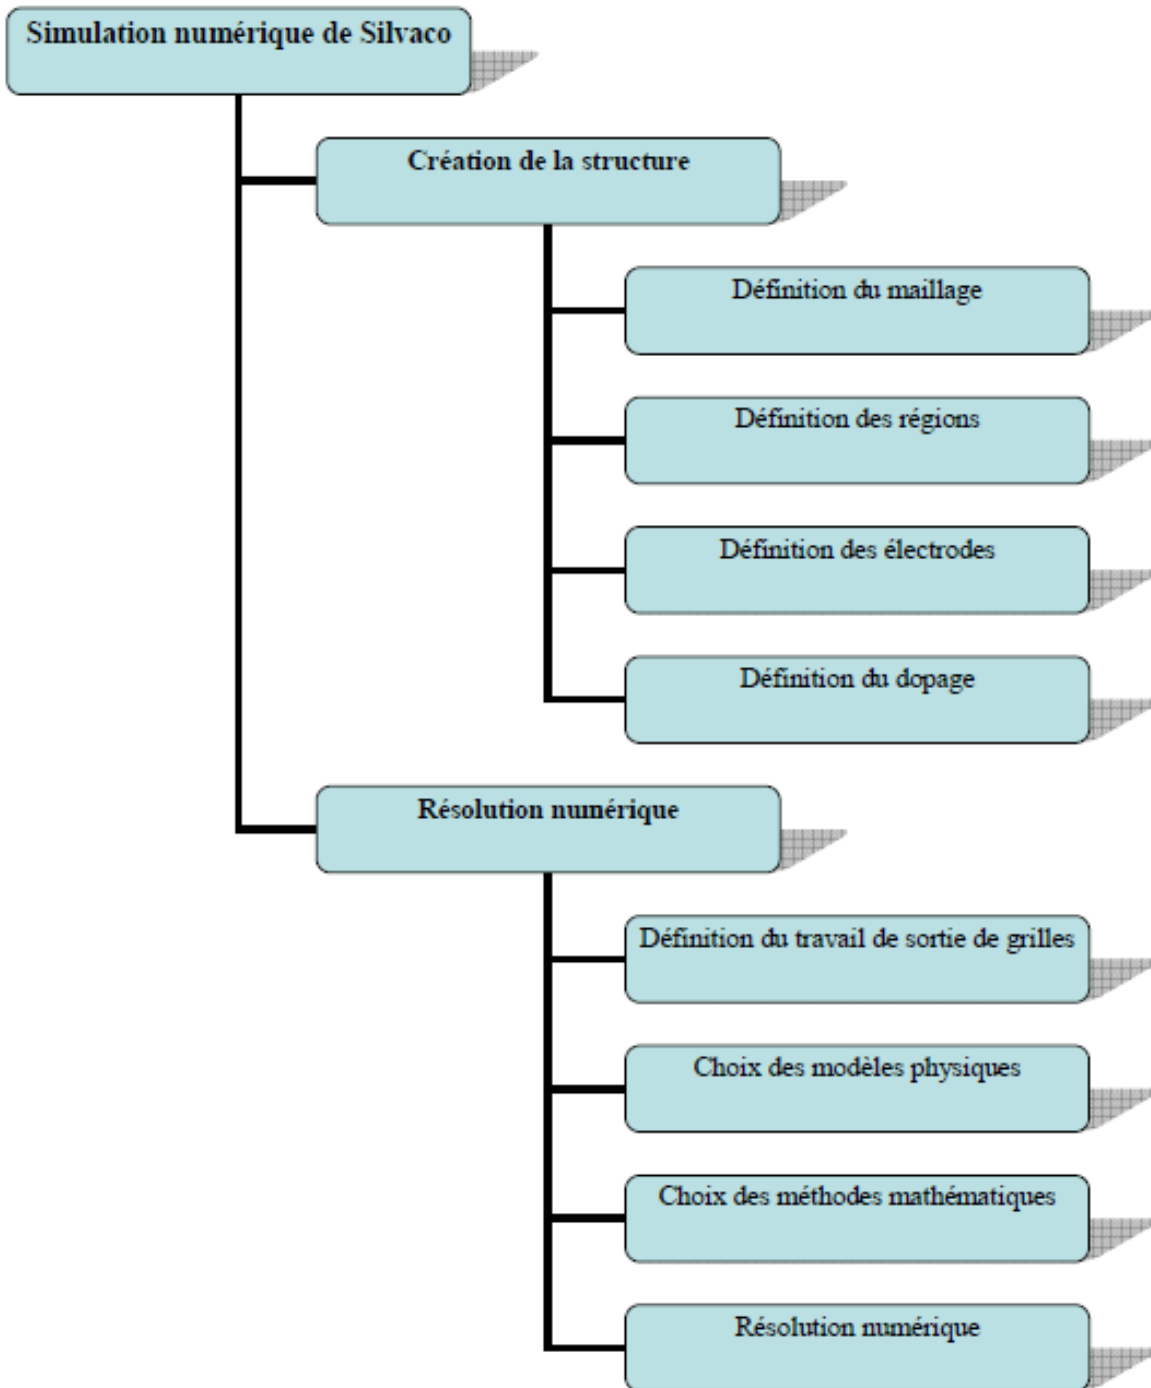 Simulation numérique de Silvaco
Création de la structure
Définition du maillage
Définition des régions
Définition des électrodes
Définition du dopage
Résolution numérique
Définition du travail de sortie de grilles
Choix des modèles physiques
Choix des méthodes mathématiques
Résolution numérique